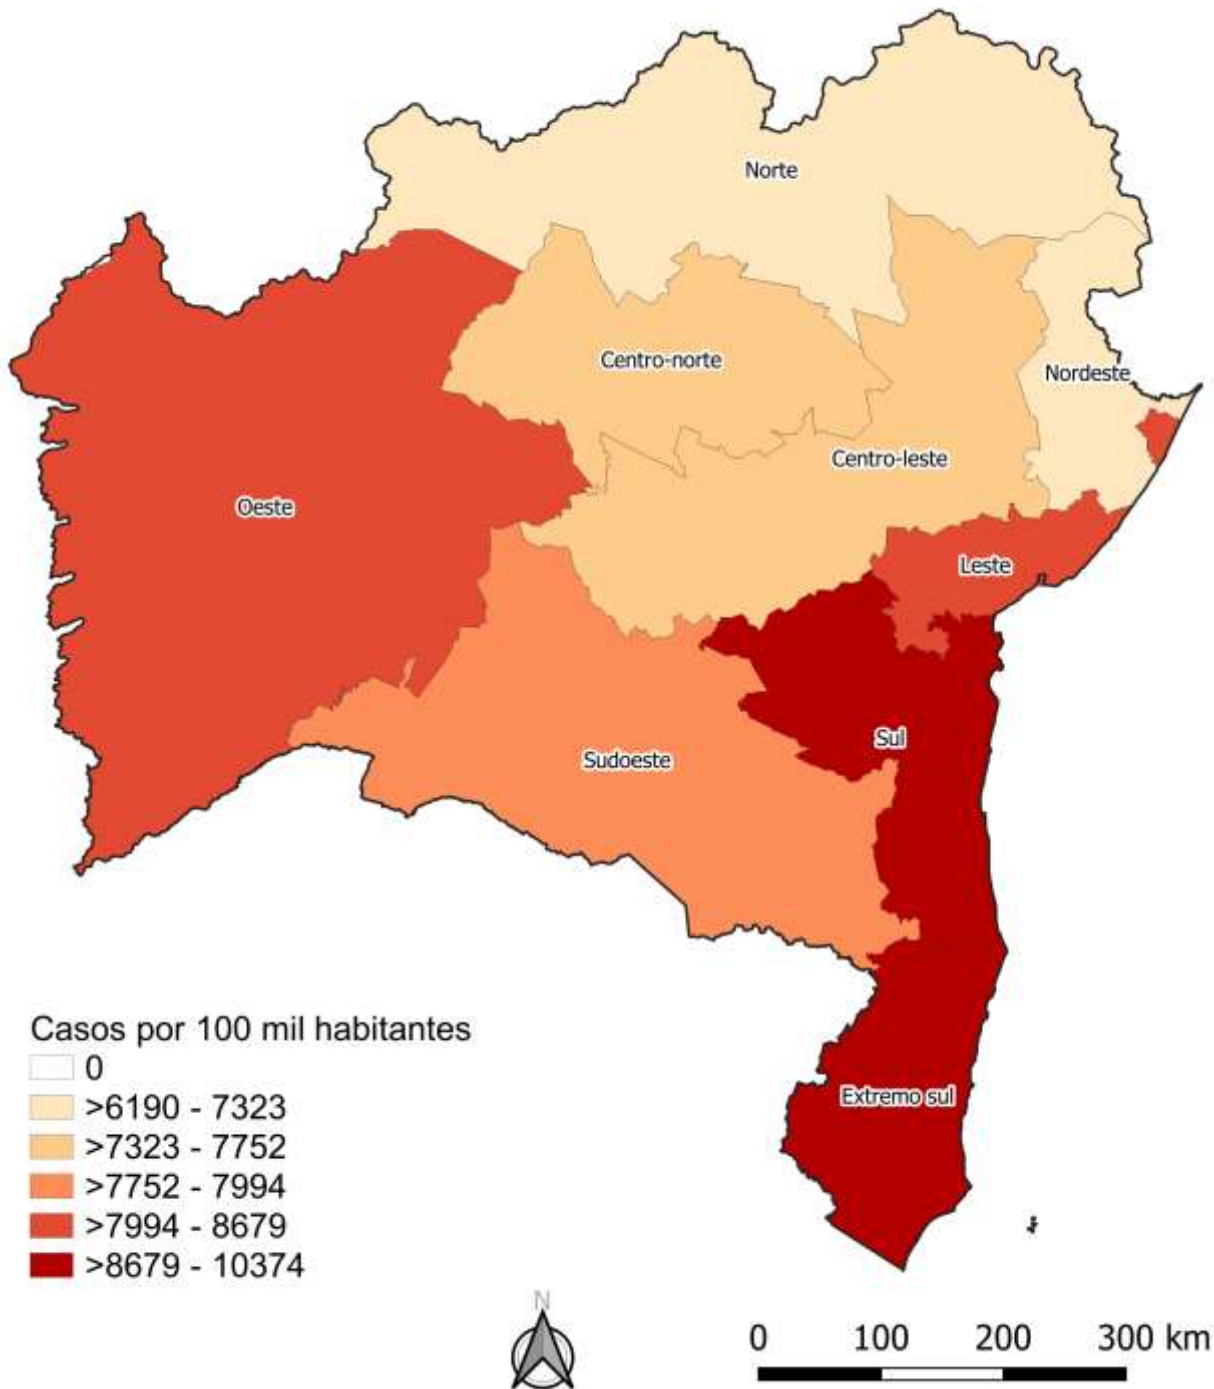 Norte
Centro-norte
Nordeste
Centro-leste
Oeste
Leste
Sul
Sudoeste
Extremo sul
Casos por 100 mil habitantes
0
>6190 - 7323
>7323 - 7752
>7752 - 7994
>7994 - 8679
>8679 - 10374
N
0 100 200 300 km